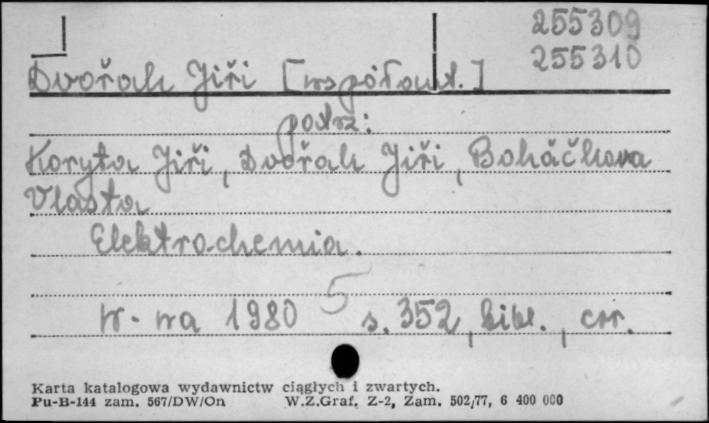 255309
255310
Dvořák Jiří [współaut.]
patrz:
Koryta Jiří, Dvořák Jiří, Boháčkova
Vlasta
Elektrochemia.
5
W-wa 1980 s. 352, bibl.,
Karta katalogowa wydawnictw ciągłych i zwartych.
Pu-B-144 zam. 567/DW/On W.Z.Graf. Z-2, Zam. 502/77, 6 400 000